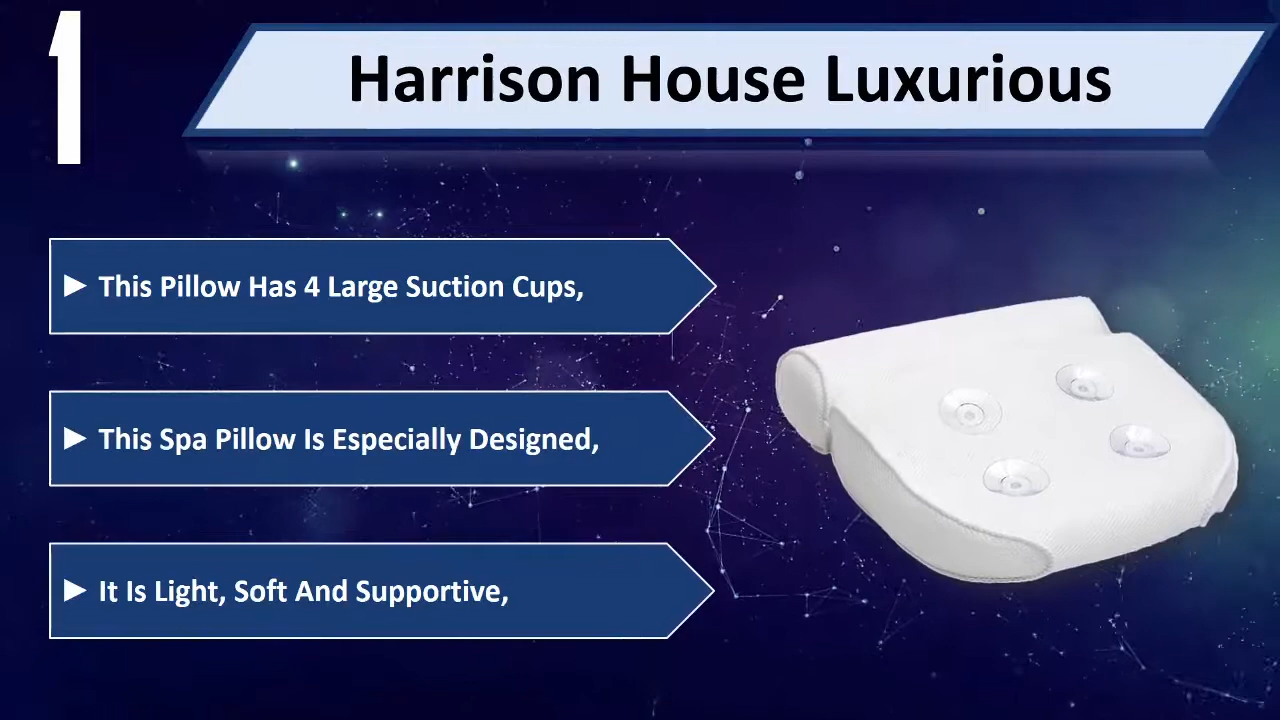 1
Harrison House Luxurious
► This Pillow Has 4 Large Suction Cups,
► This Spa Pillow Is Especially Designed,
► It Is Light, Soft And Supportive,